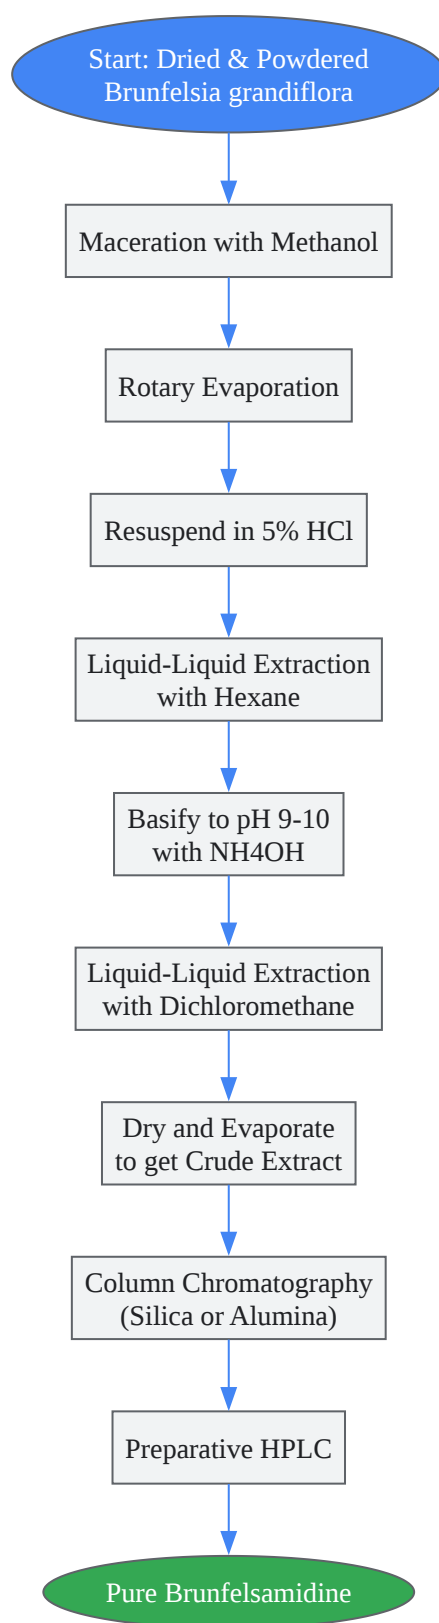 Start: Dried & Powdered
Brunfelsia grandiflora
Maceration with Methanol
Rotary Evaporation
Resuspend in 5% HCl
Liquid-Liquid Extraction
with Hexane
Basify to pH 9-10
with NH4OH
Liquid-Liquid Extraction
with Dichloromethane
Dry and Evaporate
to get Crude Extract
Column Chromatography
(Silica or Alumina)
Preparative HPLC
Pure Brunfelsamidine